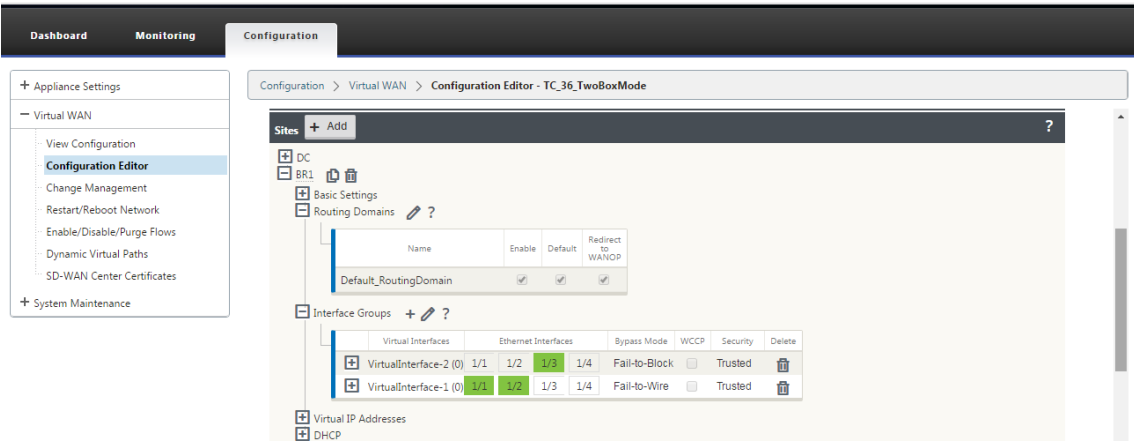 Dashboard Monitoring Configuration
+ Appliance Settings
− Virtual WAN
View Configuration
Configuration Editor
Change Management
Restart/Reboot Network
Enable/Disable/Purge Flows
Dynamic Virtual Paths
SD-WAN Center Certificates
+ System Maintenance
Configuration > Virtual WAN > Configuration Editor - TC_36_TwoBoxMode
Sites + Add ?
DC
BR1
Basic Settings
Routing Domains ?
Name Enable Default Redirect to WANOP
Default_RoutingDomain
Interface Groups + ?
Virtual Interfaces Ethernet Interfaces Bypass Mode WCCP Security Delete
VirtualInterface-2 (0) 1/1 1/2 1/3 1/4 Fail-to-Block Trusted
VirtualInterface-1 (0) 1/1 1/2 1/3 1/4 Fail-to-Wire Trusted
Virtual IP Addresses
DHCP